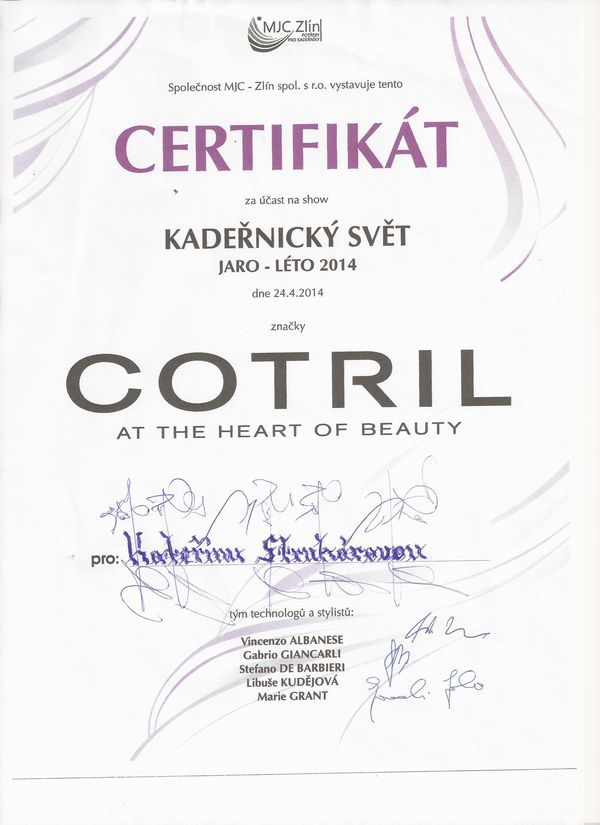 MJC Zlín
POTŘEBY
PRO KADEŘNÍKY
Společnost MJC - Zlín spol. s r.o. vystavuje tento
CERTIFIKÁT
za účast na show
KADEŘNICKÝ SVĚT
JARO - LÉTO 2014
dne 24.4.2014
značky
COTRIL
AT THE HEART OF BEAUTY
pro: Kateřinu
tým technologů a stylistů:
Vincenzo ALBANESE
Gabrio GIANCARLI
Stefano DE BARBIERI
Libuše KUDĚJOVÁ
Marie GRANT